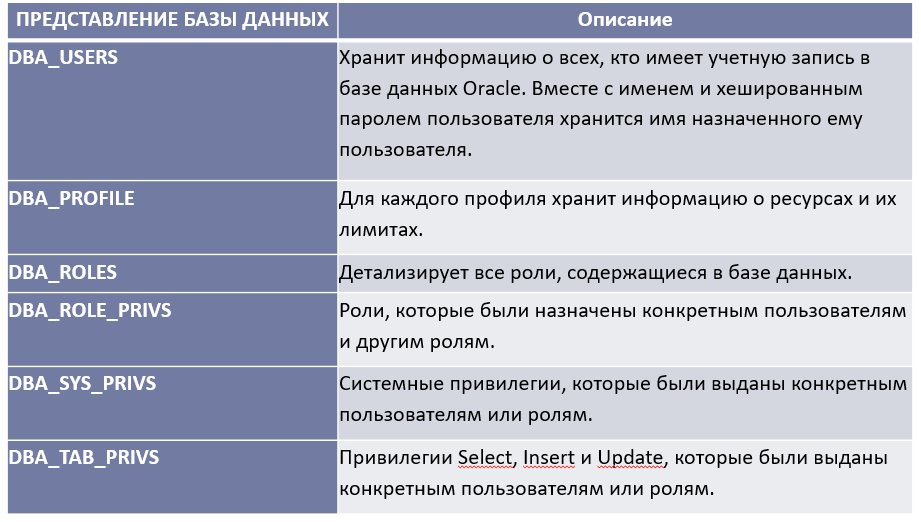 ПРЕДСТАВЛЕНИЕ БАЗЫ ДАННЫХ
Описание
DBA_USERS
Хранит информацию о всех, кто имеет учетную запись в
базе данных Oracle. Вместе с именем и хешированным
паролем пользователя хранится имя назначенного ему
пользователя.
DBA_PROFILE
Для каждого профиля хранит информацию о ресурсах и их
лимитах.
DBA_ROLES
Детализирует все роли, содержащиеся в базе данных.
DBA_ROLE_PRIVS
Роли, которые были назначены конкретным пользователям
и другим ролям.
DBA_SYS_PRIVS
Системные привилегии, которые были выданы конкретным
пользователям или ролям.
DBA_TAB_PRIVS
Привилегии Select, Insert и Update, которые были выданы
конкретным пользователям или ролям.